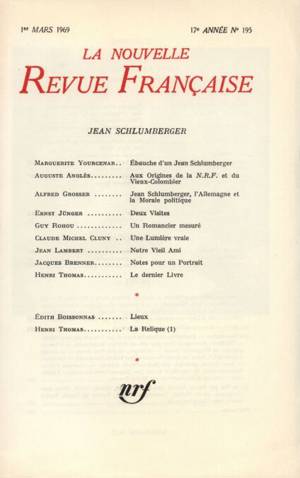 1er MARS 1969 17e ANNÉE No 195
LA NOUVELLE
REVUE FRANÇAISE
JEAN SCHLUMBERGER
MARGUERITE YOURCENAR.. Ébauche d'un Jean Schlumberger
AUGUSTE ANGLÈS.......... Aux Origines de la N.R.F. et du
Vieux-Colombier
ALFRED GROSSER ........ Jean Schlumberger, l'Allemagne et
la Morale politique
ERNST JÜNGER .......... Deux Visites
GUY ROHOU ............. Un Romancier mesuré
CLAUDE MICHEL CLUNY .. Une Lumière vraie
JEAN LAMBERT .......... Notre Vieil Ami
JACQUES BRENNER........ Notes pour un Portrait
HENRI THOMAS........... Le dernier Livre
*
ÉDITH BOISSONNAS ....... Lieux
HENRI THOMAS........... La Relique (I)
*
nrf